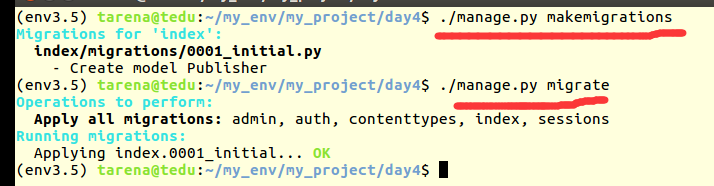 (env3.5) tarena@tedu:~/my_env/my_project/day4$ ./manage.py makemigrations
Migrations for 'index':
  index/migrations/0001_initial.py
    - Create model Publisher
(env3.5) tarena@tedu:~/my_env/my_project/day4$ ./manage.py migrate
Operations to perform:
  Apply all migrations: admin, auth, contenttypes, index, sessions
Running migrations:
  Applying index.0001_initial... OK
(env3.5) tarena@tedu:~/my_env/my_project/day4$